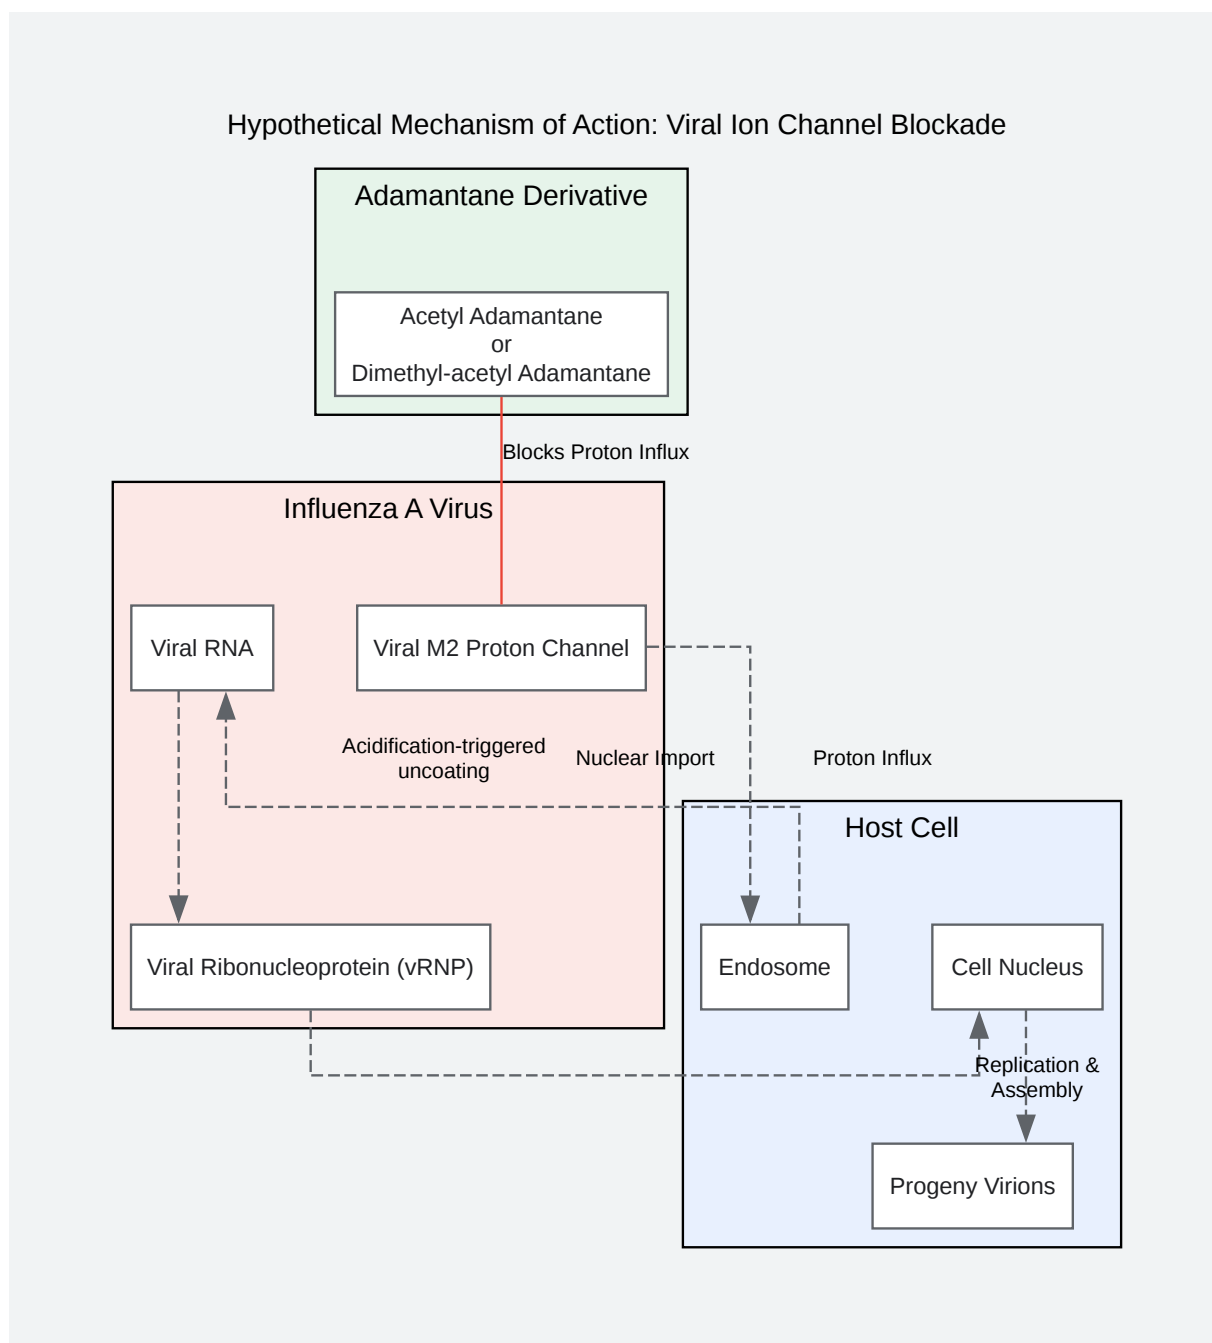 Hypothetical Mechanism of Action: Viral Ion Channel Blockade
Adamantane Derivative
Acetyl Adamantane
or
Dimethyl-acetyl Adamantane
Blocks Proton Influx
Influenza A Virus
Viral RNA
Viral M2 Proton Channel
Acidification-triggered
uncoating
Nuclear Import
Proton Influx
Host Cell
Viral Ribonucleoprotein (vRNP)
Endosome
Cell Nucleus
Replication &
Assembly
Progeny Virions